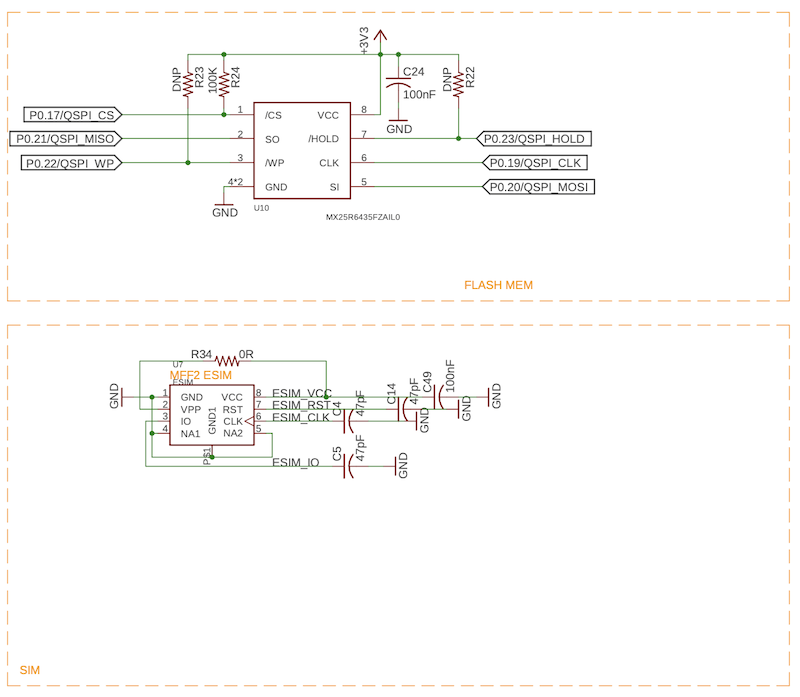 +3V3
DNP
R23
100K
R24
C24
100nF
DNP
R22
GND
P0.17/QSPI_CS
1
/CS
VCC
8
P0.21/QSPI_MISO
2
SO
/HOLD
7
P0.23/QSPI_HOLD
P0.22/QSPI_WP
3
/WP
CLK
6
P0.19/QSPI_CLK
4*2
GND
SI
5
P0.20/QSPI_MOSI
GND
U10
MX25R6435FZAIL0
FLASH MEM
R34
0R
U7
MFF2 ESIM
ESIM
GND
1
GND
VCC
8
ESIM_VCC
2
VPP
RST
7
ESIM_RST
3
IO
CLK
6
ESIM_CLK
4
NA1
NA2
5
GND1
C4
47pF
GND
C14
47pF
GND
C49
100nF
GND
ESIM_IO
C5
47pF
GND
SIM